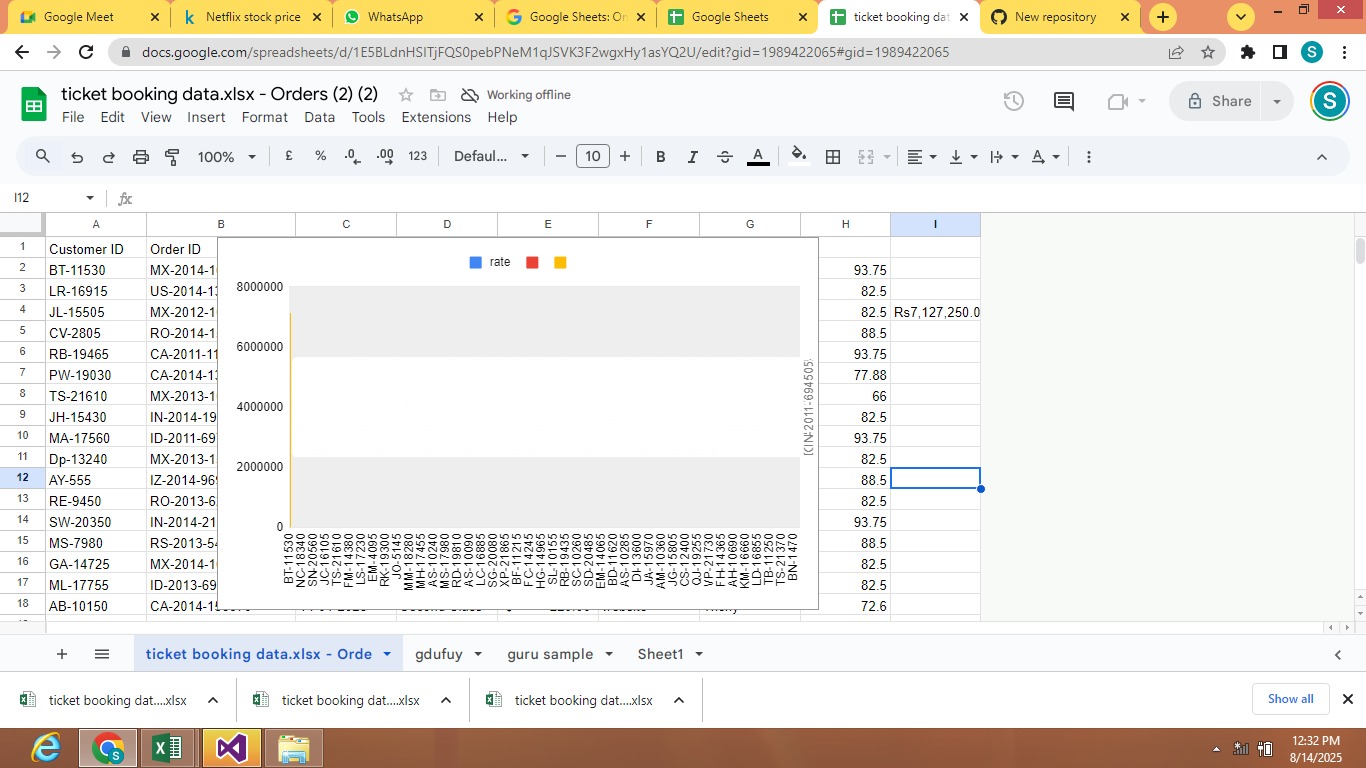 Google Meet
Netflix stock price
WhatsApp
Google Sheets: On
Google Sheets
ticket booking dat
New repository
docs.google.com/spreadsheets/d/1E5BLdnHSITjFQS0pebPNeM1qJSVK3F2wqxHy1asYQ2U/edit?gid=1989422065#gid=1989422065
S
ticket booking data.xlsx - Orders (2) (2)
Working offline
Share
S
File Edit View Insert Format Data Tools Extensions Help
100% £ % .0 .00 123 Defaul... 10 B I A
I12 fx
A B C D E F G H I
1 Customer ID Order ID
2 BT-11530 MX-2014-1 93.75
3 LR-16915 US-2014-13 82.5
4 JL-15505 MX-2012-1 82.5 Rs7,127,250.0
5 CV-2805 RO-2014-1 88.5
6 RB-19465 CA-2011-11 93.75
7 PW-19030 CA-2014-13 77.88
8 TS-21610 MX-2013-1 66
9 JH-15430 IN-2014-19 82.5
10 MA-17560 ID-2011-69 93.75
11 Dp-13240 MX-2013-1 82.5
12 AY-555 IZ-2014-969 88.5
13 RE-9450 RO-2013-6 82.5
14 SW-20350 IN-2014-21 93.75
15 MS-7980 RS-2013-54 88.5
16 GA-14725 MX-2014-1 82.5
17 ML-17755 ID-2013-69 82.5
18 AB-10150 CA-2014-1 72.6
rate
8000000
6000000
4000000
2000000
0
BT-11530
NC-18340
SN-20560
JC-16105
TS-21610
FM-14380
LS-17230
EM-4095
RK-19300
JO-5145
MM-18280
MH-17455
AS-10240
MS-17980
RD-19810
AS-10090
LC-16885
SG-20080
XP-21865
BF-11215
FC-14245
HG-14965
SL-10155
RB-19435
SC-10260
SD-20485
EM-14065
BD-11620
AS-10285
DI-13600
JA-15970
AM-10360
JG-15805
CS-12400
QJ-19255
VP-21730
FH-14365
AH-10690
KM-16660
LD-16855
TB-11250
TS-21370
BN-1470
ticket booking data.xlsx - Orde gdufuy guru sample Sheet1
ticket booking dat....xlsx ticket booking dat....xlsx ticket booking dat....xlsx Show all
12:32 PM
8/14/2025